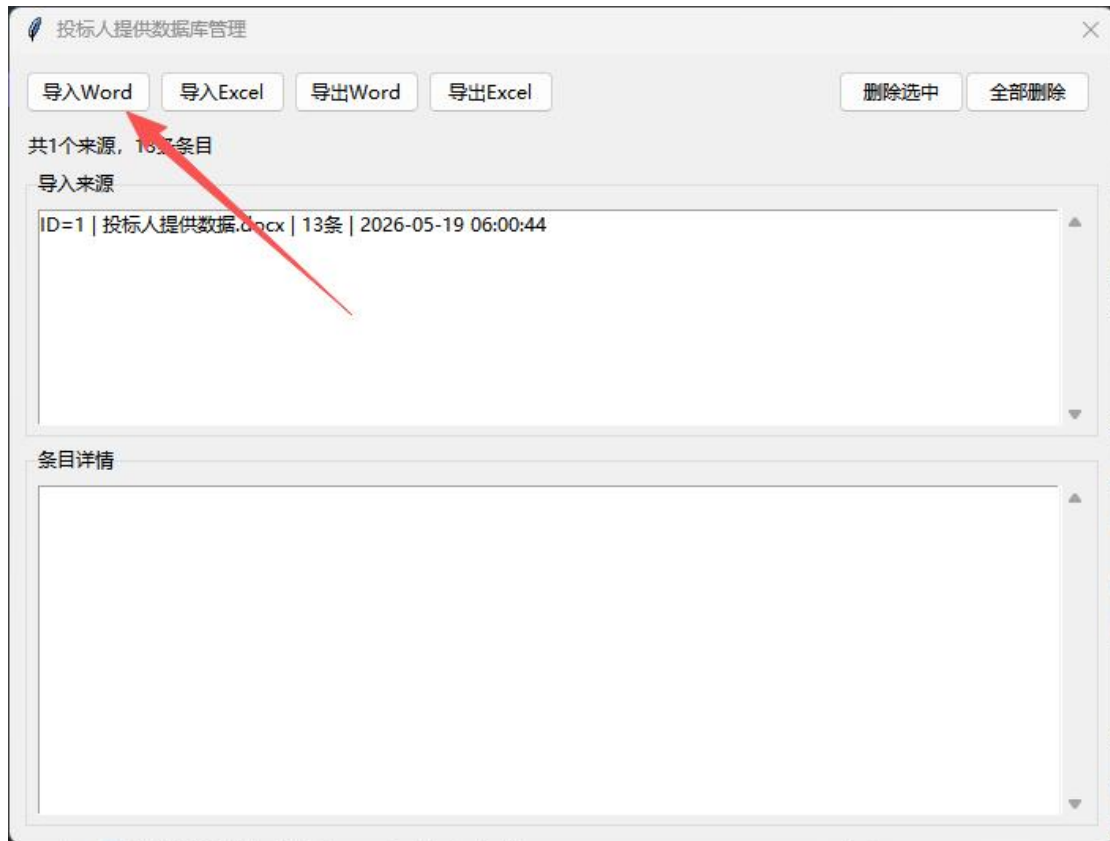 投标人提供数据库管理
导入Word 导入Excel 导出Word 导出Excel 删除选中 全部删除
共1个来源，13条条目
导入来源
ID=1 | 投标人提供数据.docx | 13条 | 2026-05-19 06:00:44
条目详情